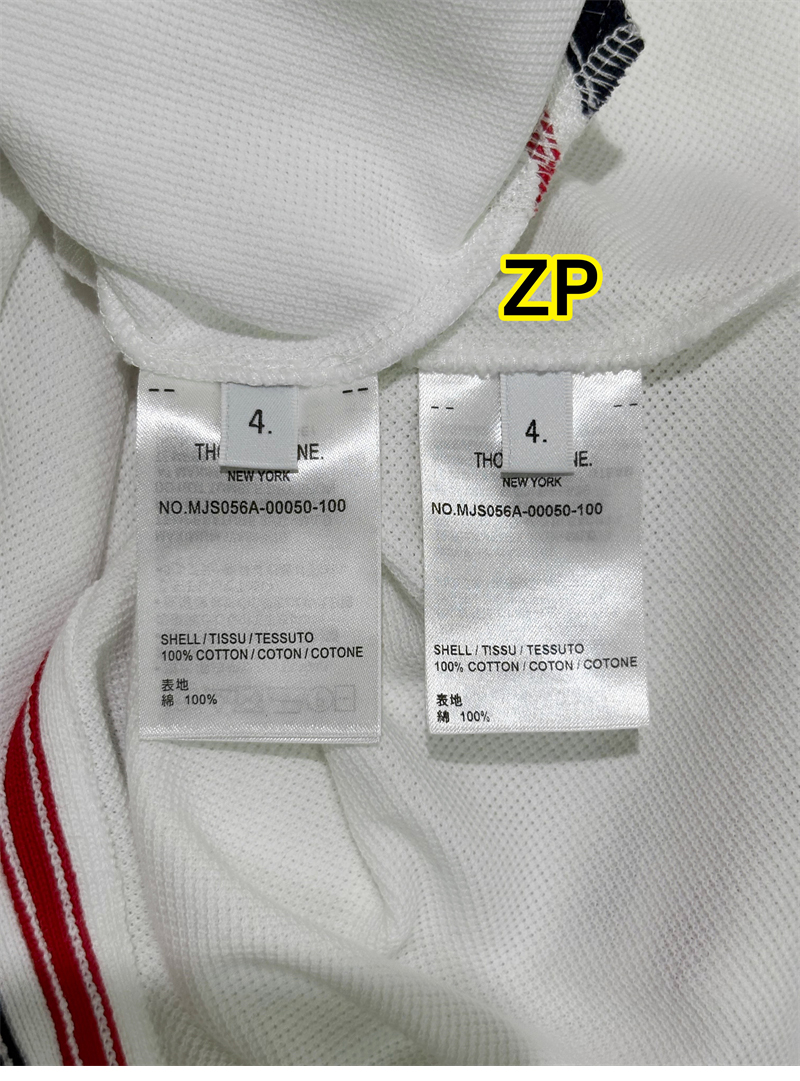 ZP
4.
THO NE.
NEW YORK
NO.MJS056A-00050-100
SHELL / TISSU / TESSUTO
100% COTTON / COTON / COTONE
表地
綿 100%
4.
THO NE.
NEW YORK
NO.MJS056A-00050-100
SHELL / TISSU / TESSUTO
100% COTTON / COTON / COTONE
表地
綿 100%